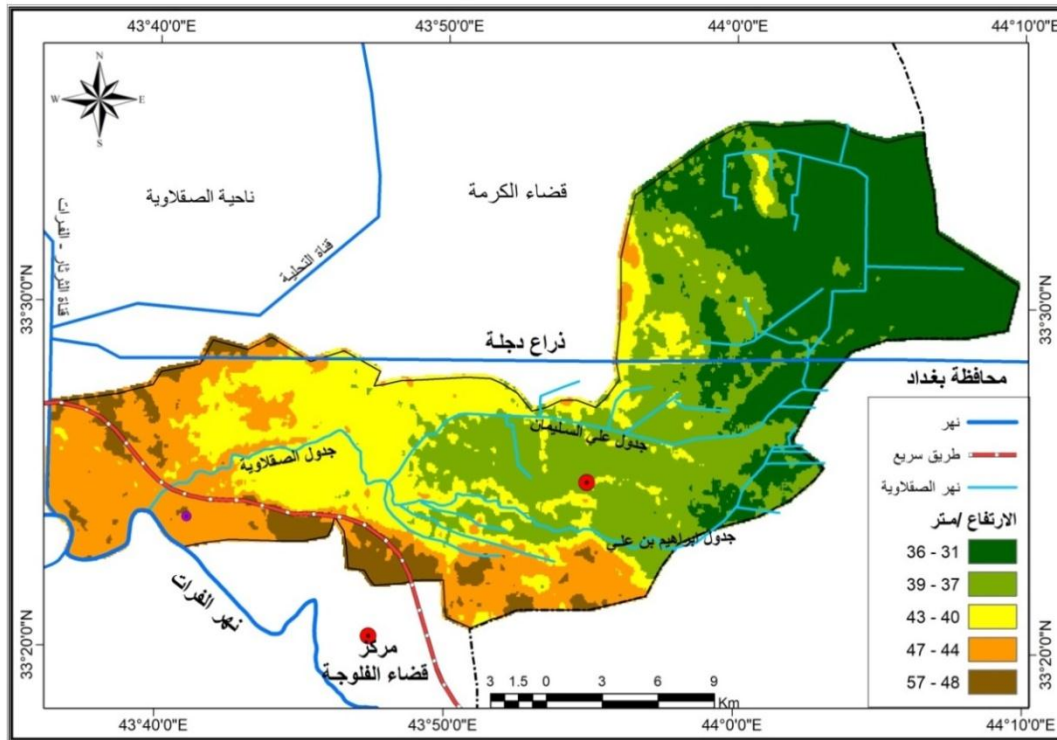 43°40'0"E
43°50'0"E
44°0'0"E
44°10'0"E
N
W E
S
ناحية الصقلاوية
قضاء الكرمة
قناة الثرثار - الفرات
قناة التحلية
33°30'0"N
33°30'0"N
ذراع دجلة
محافظة بغداد
جدول علي السليمان
جدول الصقلاوية
جدول ابراهيم بن علي
نهر الفرات
مركز
قضاء الفلوجة
33°20'0"N
33°20'0"N
نهر
طريق سريع
نهر الصقلاوية
الارتفاع /متر
36 - 31
39 - 37
43 - 40
47 - 44
57 - 48
3 1.5 0 3 6 9
Km
43°40'0"E
43°50'0"E
44°0'0"E
44°10'0"E